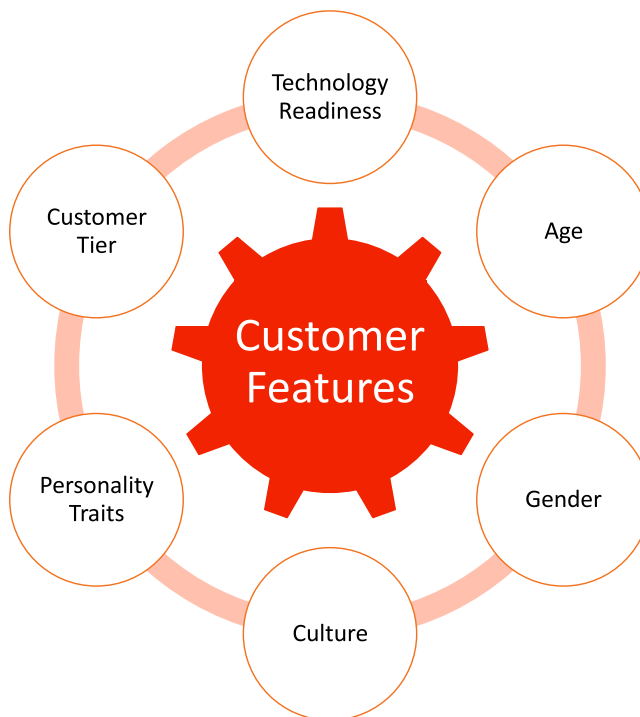 Technology
Readiness
Customer
Tier
Age
Customer
Features
Personality
Traits
Gender
Culture